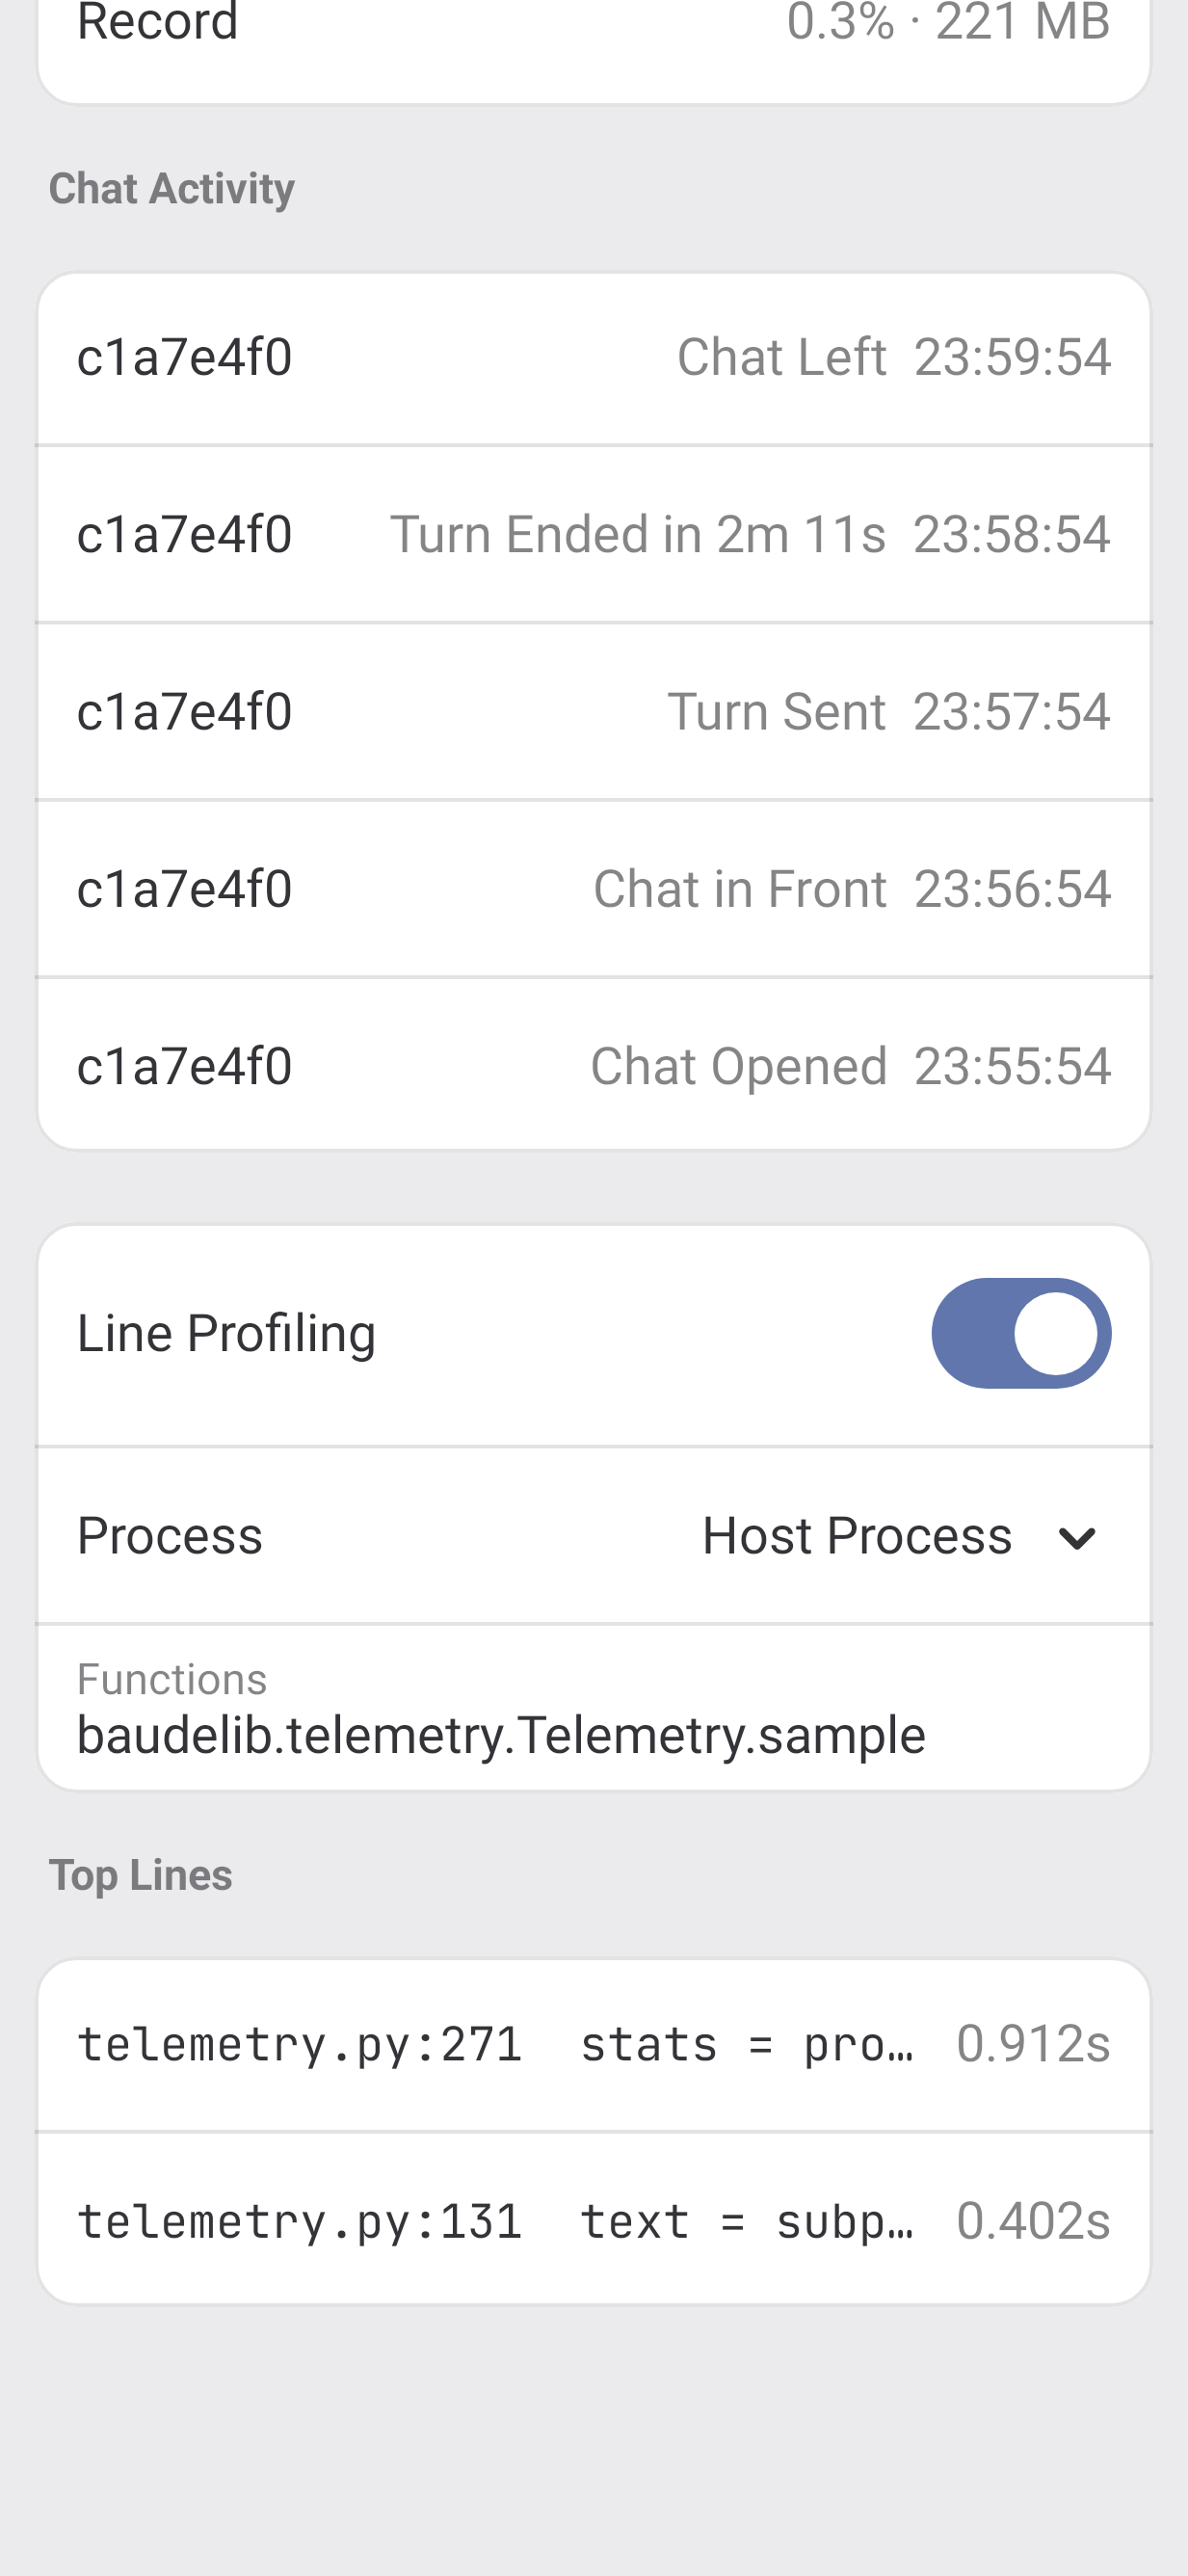 Record 0.3% · 221 MB
Chat Activity
c1a7e4f0 Chat Left 23:59:54
c1a7e4f0 Turn Ended in 2m 11s 23:58:54
c1a7e4f0 Turn Sent 23:57:54
c1a7e4f0 Chat in Front 23:56:54
c1a7e4f0 Chat Opened 23:55:54
Line Profiling
Process Host Process
Functions
baudelib.telemetry.Telemetry.sample
Top Lines
telemetry.py:271 stats = pro… 0.912s
telemetry.py:131 text = subp… 0.402s